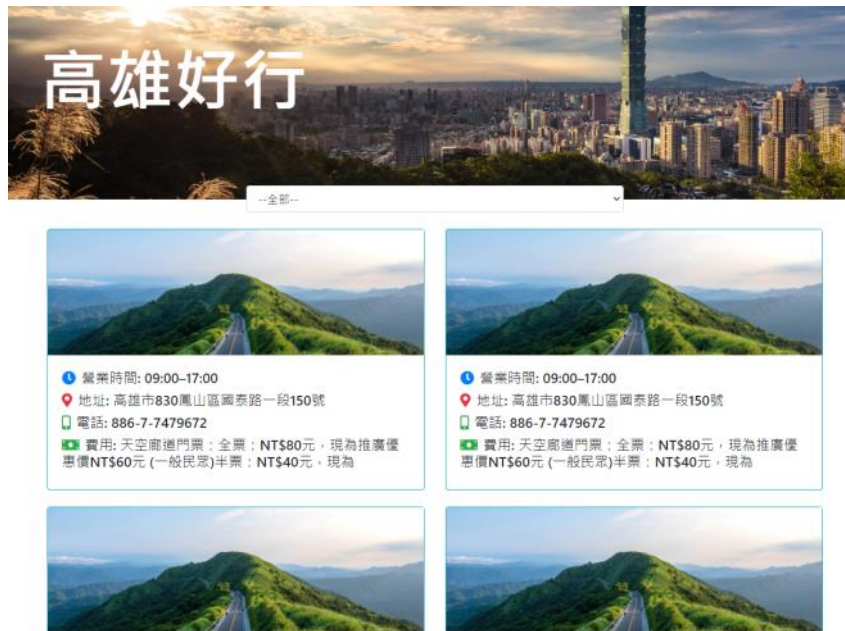 高雄好行
--全部--
營業時間: 09:00–17:00
地址: 高雄市830鳳山區國泰路一段150號
電話: 886-7-7479672
費用: 天空廊道門票：全票：NT$80元，現為推廣優
惠價NT$60元 (一般民眾)半票：NT$40元，現為
營業時間: 09:00–17:00
地址: 高雄市830鳳山區國泰路一段150號
電話: 886-7-7479672
費用: 天空廊道門票：全票：NT$80元，現為推廣優
惠價NT$60元 (一般民眾)半票：NT$40元，現為